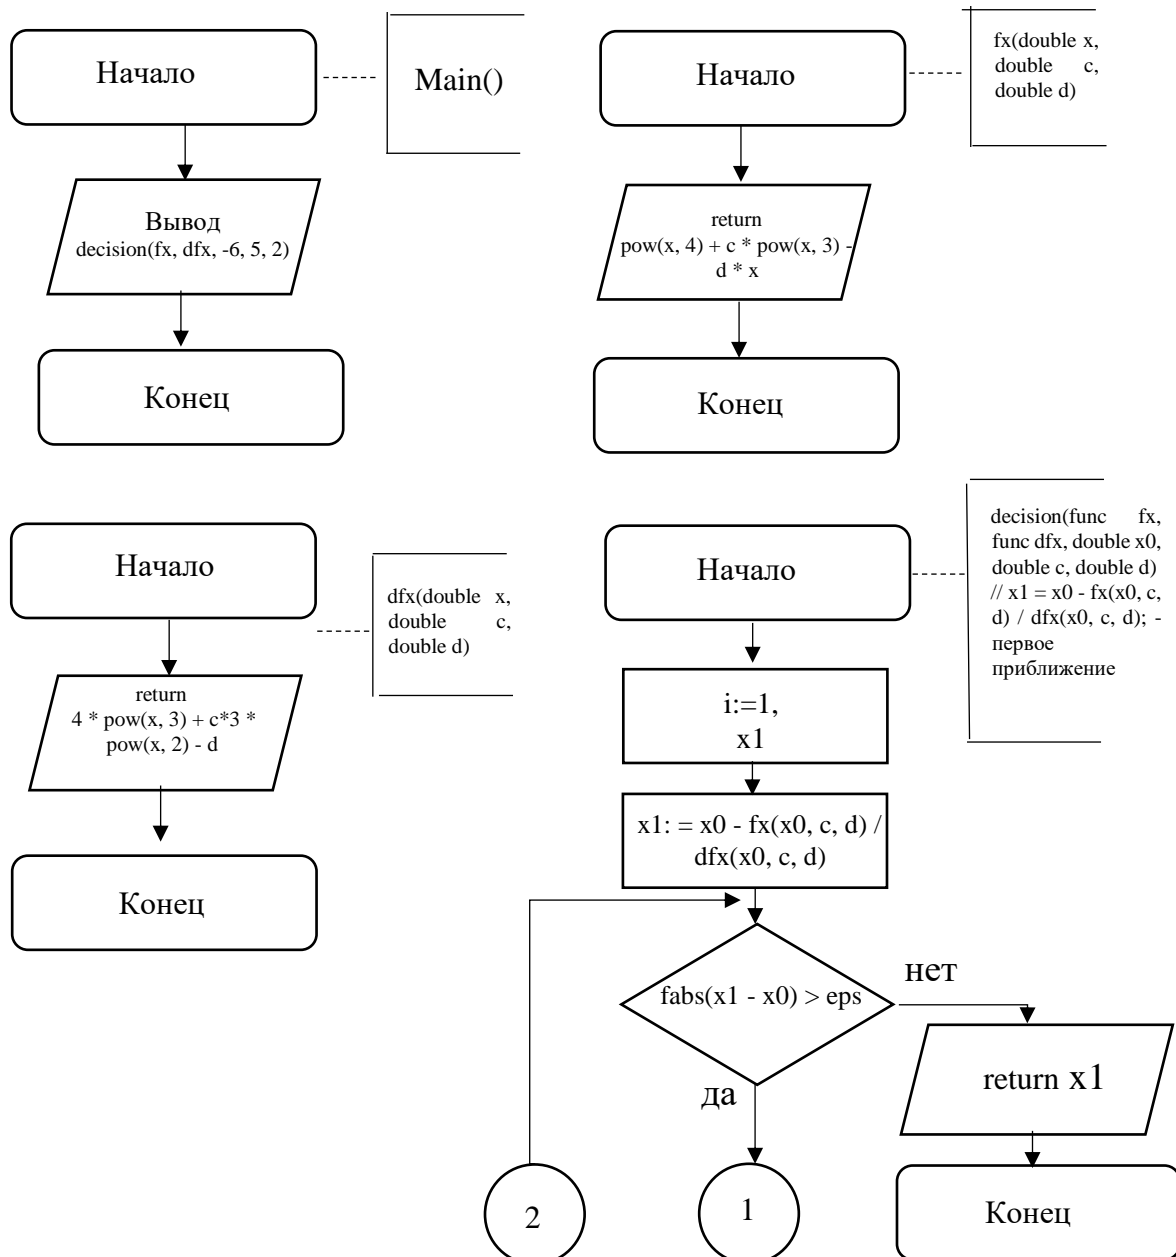 Начало
Main()
Вывод
decision(fx, dfx, -6, 5, 2)
Конец
Начало
fx(double x,
double c,
double d)
return
pow(x, 4) + c * pow(x, 3) -
d * x
Конец
Начало
dfx(double x,
double c,
double d)
return
4 * pow(x, 3) + c*3 *
pow(x, 2) - d
Конец
Начало
decision(func fx,
func dfx, double x0,
double c, double d)
// x1 = x0 - fx(x0, c,
d) / dfx(x0, c, d); -
первое
приближение
i:=1,
x1
x1: = x0 - fx(x0, c, d) /
dfx(x0, c, d)
fabs(x1 - x0) > eps
нет
да
return x1
2
1
Конец